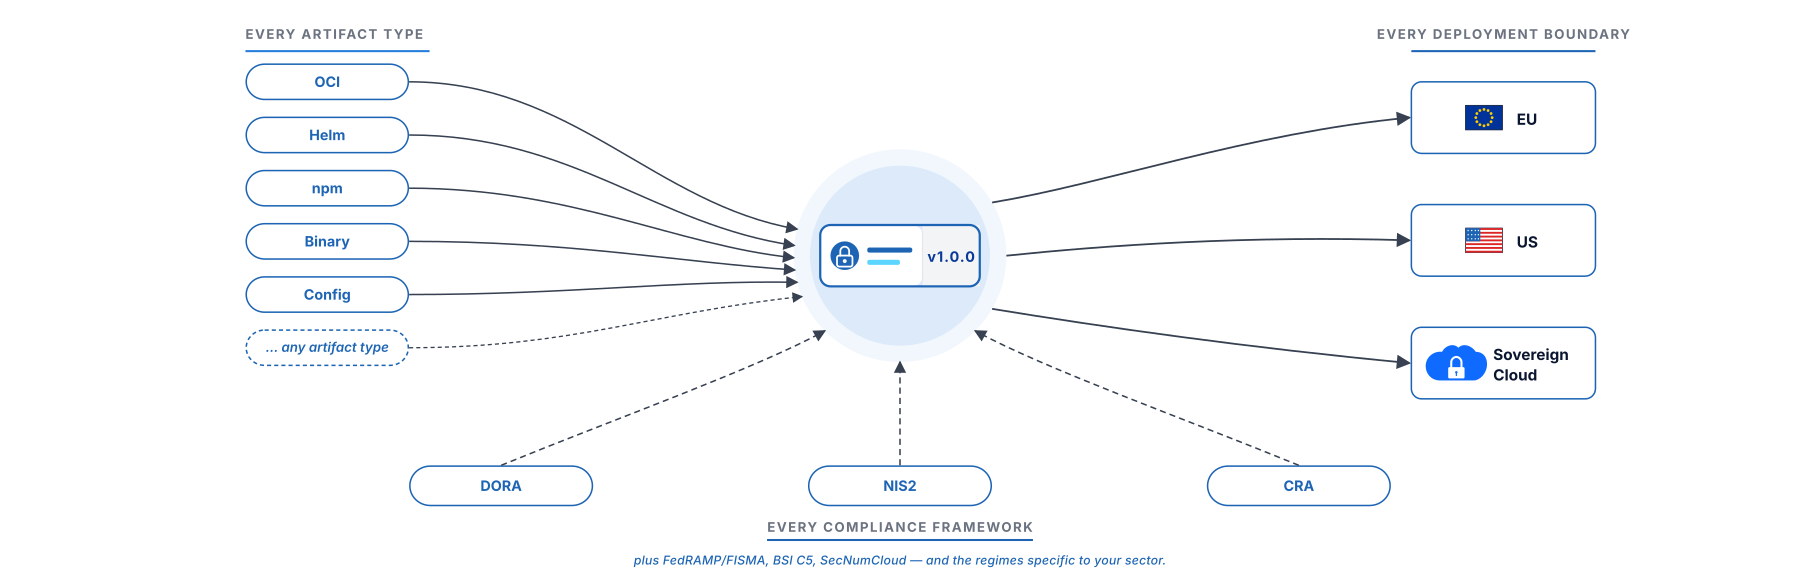 EVERY ARTIFACT TYPE
OCI
Helm
npm
Binary
Config
... any artifact type
v1.0.0
EVERY DEPLOYMENT BOUNDARY
EU
US
Sovereign
Cloud
DORA
NIS2
CRA
EVERY COMPLIANCE FRAMEWORK
plus FedRAMP/FISMA, BSI C5, SecNumCloud — and the regimes specific to your sector.